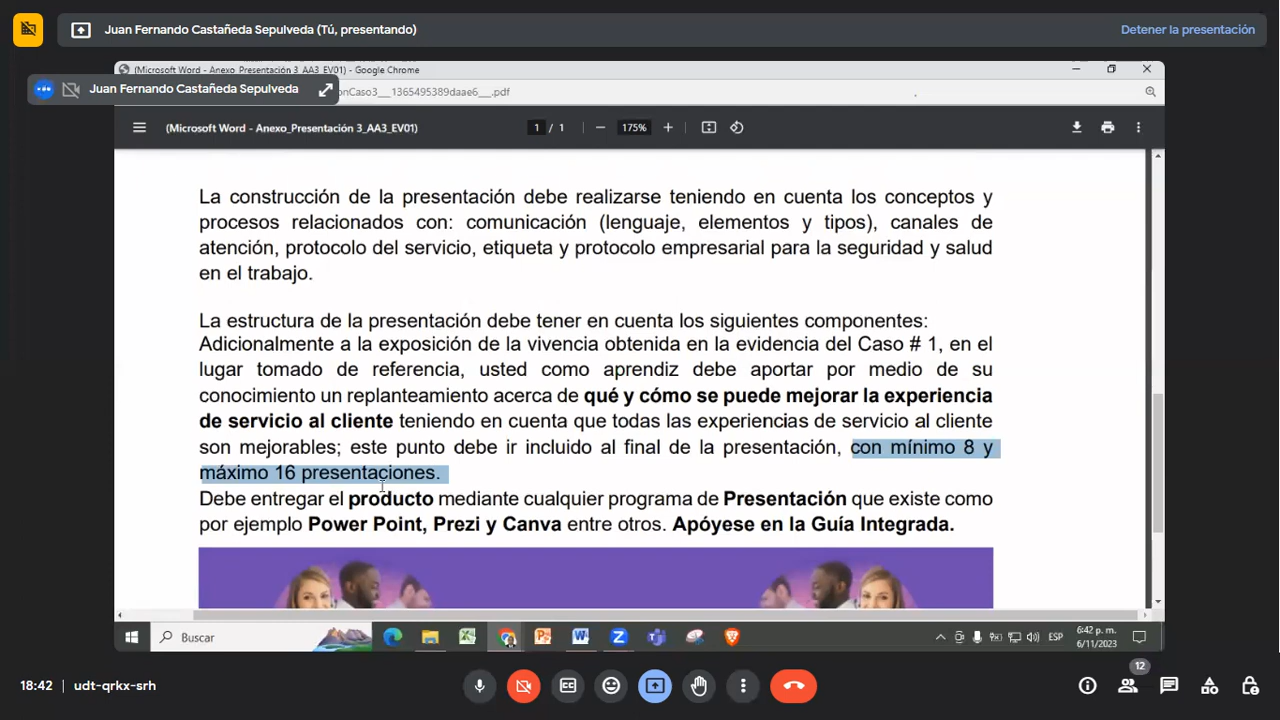 Juan Fernando Castañeda Sepulveda (Tú, presentando)
Detener la presentación
(Microsoft Word - Anexo_Presentación 3_AA3_EV01) - Google Chrome
Juan Fernando Castañeda Sepulveda
onCaso3__1365495389daae6__.pdf
(Microsoft Word - Anexo_Presentación 3_AA3_EV01)
1 / 1
175%
La construcción de la presentación debe realizarse teniendo en cuenta los conceptos y
procesos relacionados con: comunicación (lenguaje, elementos y tipos), canales de
atención, protocolo del servicio, etiqueta y protocolo empresarial para la seguridad y salud
en el trabajo.
La estructura de la presentación debe tener en cuenta los siguientes componentes:
Adicionalmente a la exposición de la vivencia obtenida en la evidencia del Caso # 1, en el
lugar tomado de referencia, usted como aprendiz debe aportar por medio de su
conocimiento un replanteamiento acerca de qué y cómo se puede mejorar la experiencia
de servicio al cliente teniendo en cuenta que todas las experiencias de servicio al cliente
son mejorables; este punto debe ir incluido al final de la presentación, con mínimo 8 y
máximo 16 presentaciones.
Debe entregar el producto mediante cualquier programa de Presentación que existe como
por ejemplo Power Point, Prezi y Canva entre otros. Apóyese en la Guía Integrada.
Buscar
ESP
6:42 p. m.
6/11/2023
18:42
udt-qrkx-srh
12